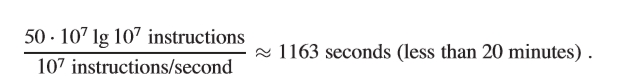 50 · 10⁷ lg 10⁷ instructions
10⁷ instructions/second
≈ 1163 seconds (less than 20 minutes) .